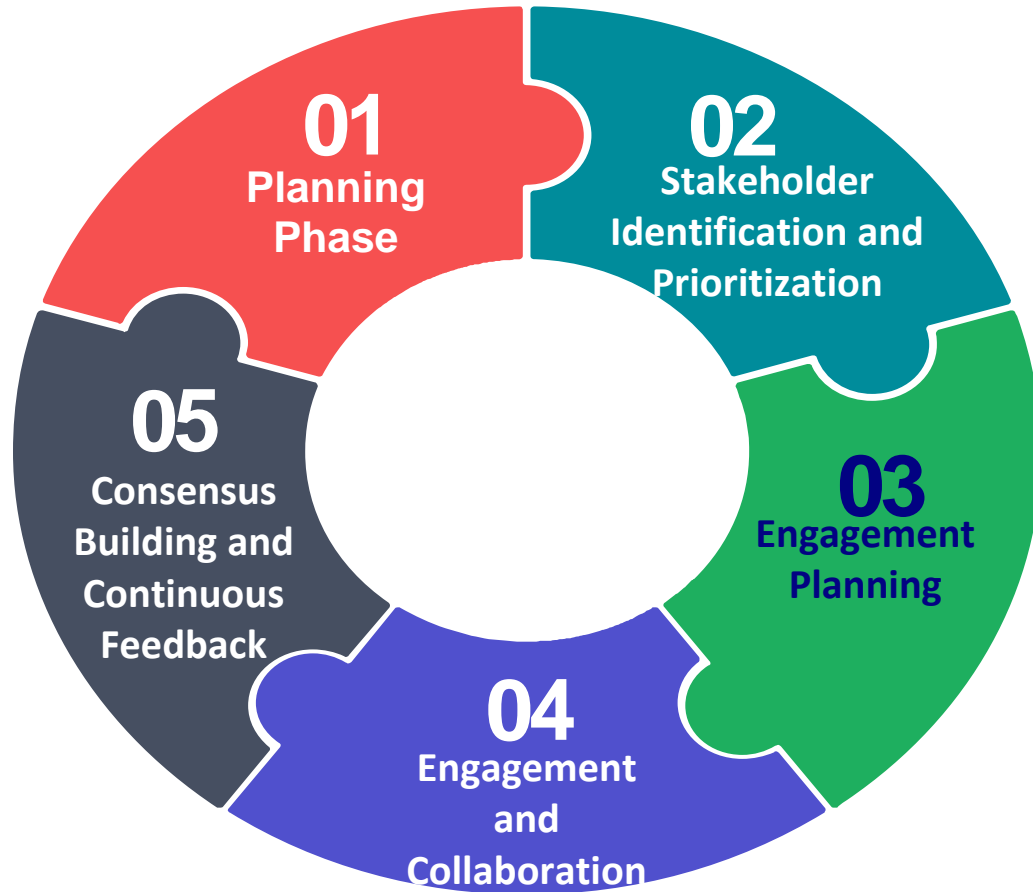 01
Planning
Phase
02
Stakeholder
Identification and
Prioritization
03
Engagement
Planning
04
Engagement
and
Collaboration
05
Consensus
Building and
Continuous
Feedback